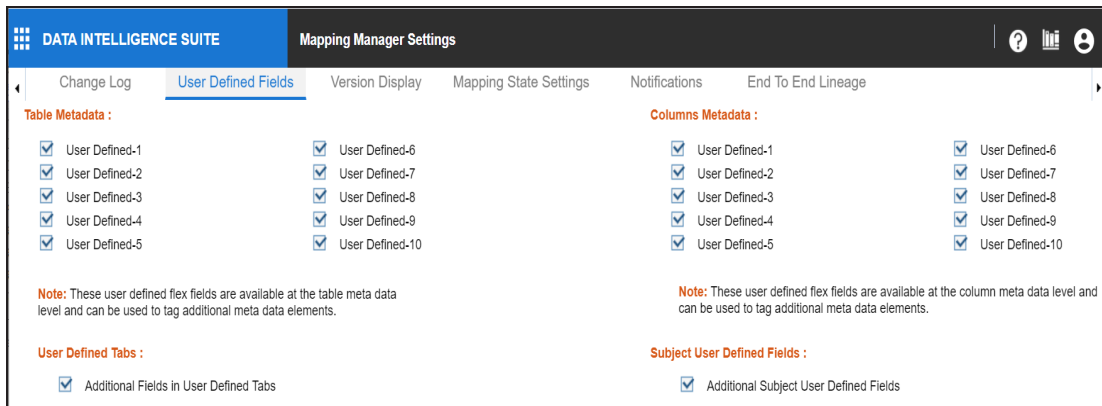 DATA INTELLIGENCE SUITE
Mapping Manager Settings
Change Log User Defined Fields Version Display Mapping State Settings Notifications End To End Lineage
Table Metadata :
User Defined-1 User Defined-6
User Defined-2 User Defined-7
User Defined-3 User Defined-8
User Defined-4 User Defined-9
User Defined-5 User Defined-10
Note: These user defined flex fields are available at the table meta data
level and can be used to tag additional meta data elements.
User Defined Tabs :
Additional Fields in User Defined Tabs
Columns Metadata :
User Defined-1 User Defined-6
User Defined-2 User Defined-7
User Defined-3 User Defined-8
User Defined-4 User Defined-9
User Defined-5 User Defined-10
Note: These user defined flex fields are available at the column meta data level and
can be used to tag additional meta data elements.
Subject User Defined Fields :
Additional Subject User Defined Fields